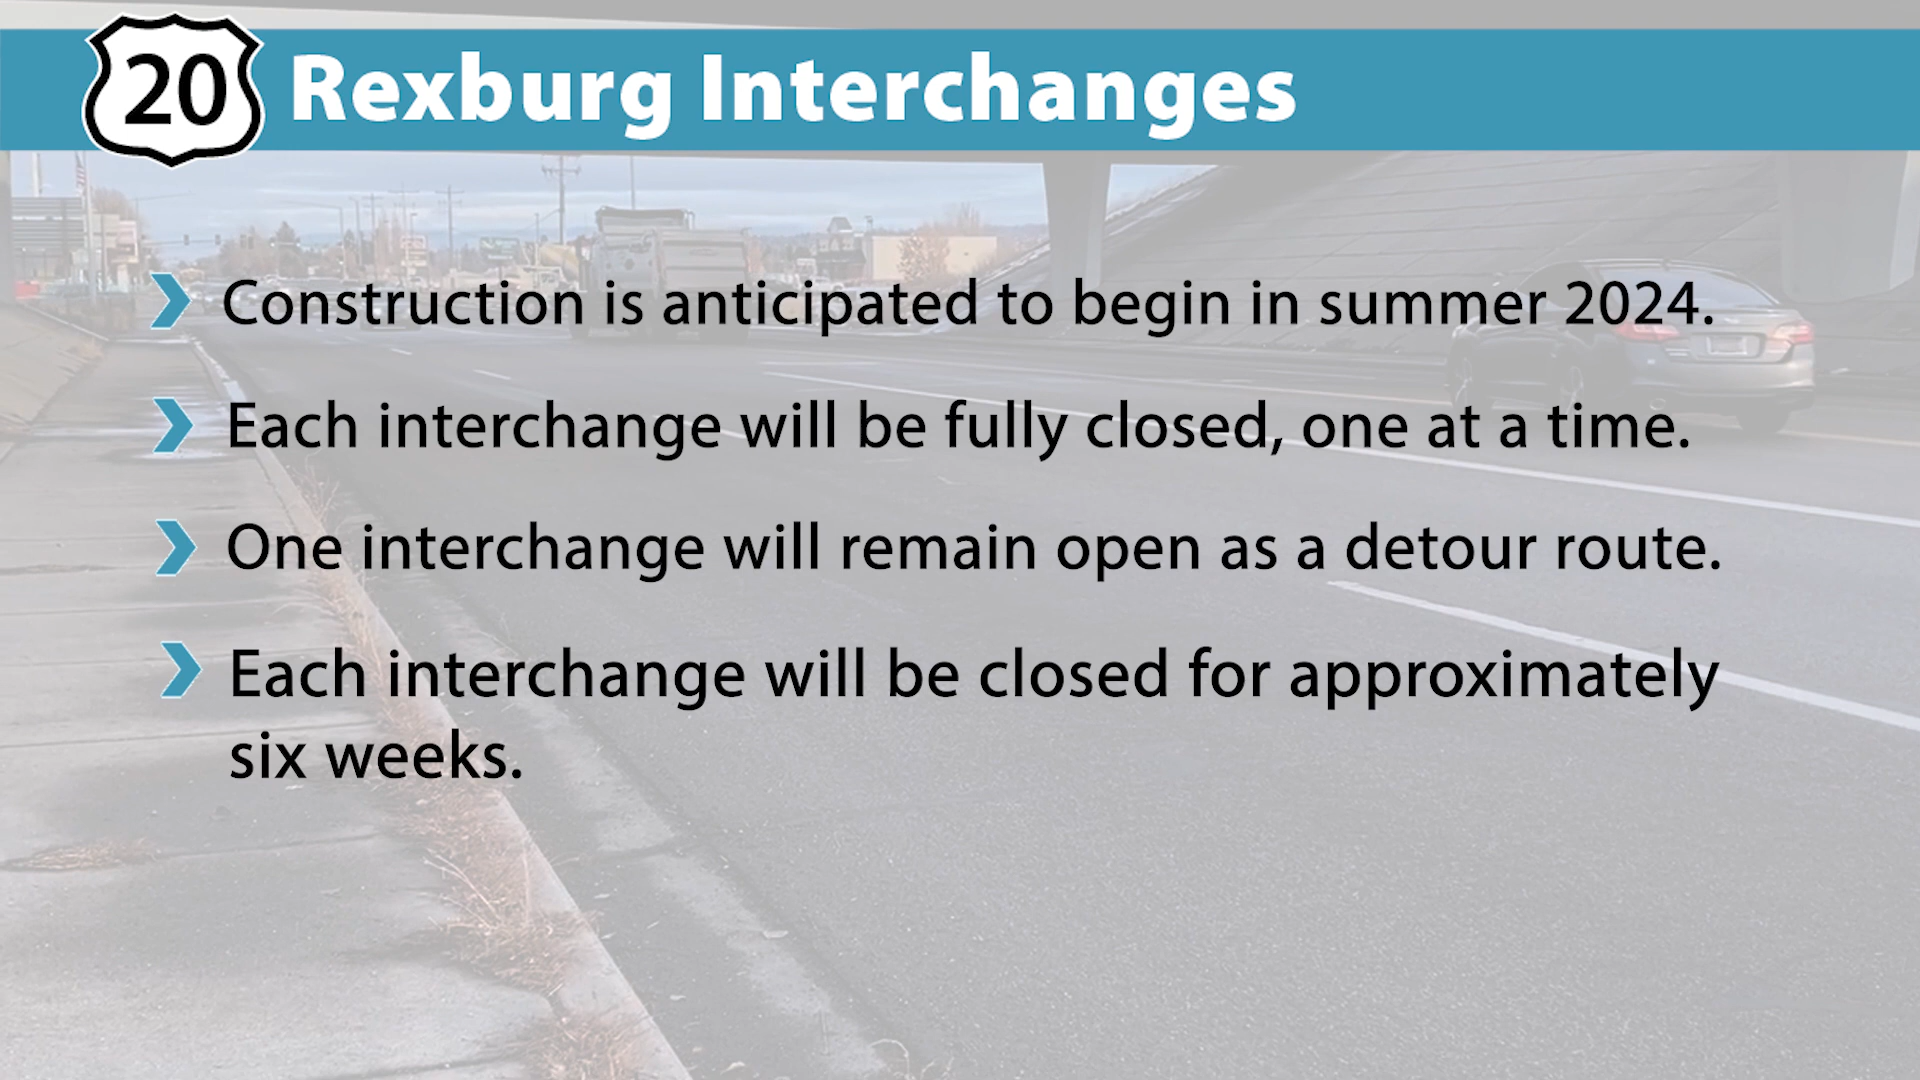 20 Rexburg Interchanges
Construction is anticipated to begin in summer 2024.
Each interchange will be fully closed, one at a time.
One interchange will remain open as a detour route.
Each interchange will be closed for approximately
six weeks.